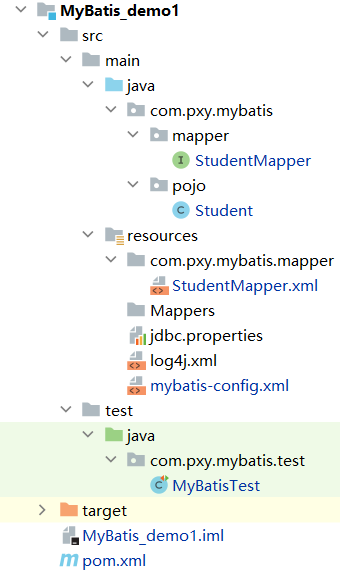 MyBatis_demo1
src
main
java
com.pxy.mybatis
mapper
StudentMapper
pojo
Student
resources
com.pxy.mybatis.mapper
StudentMapper.xml
Mappers
jdbc.properties
log4j.xml
mybatis-config.xml
test
java
com.pxy.mybatis.test
MyBatisTest
target
MyBatis_demo1.iml
pom.xml